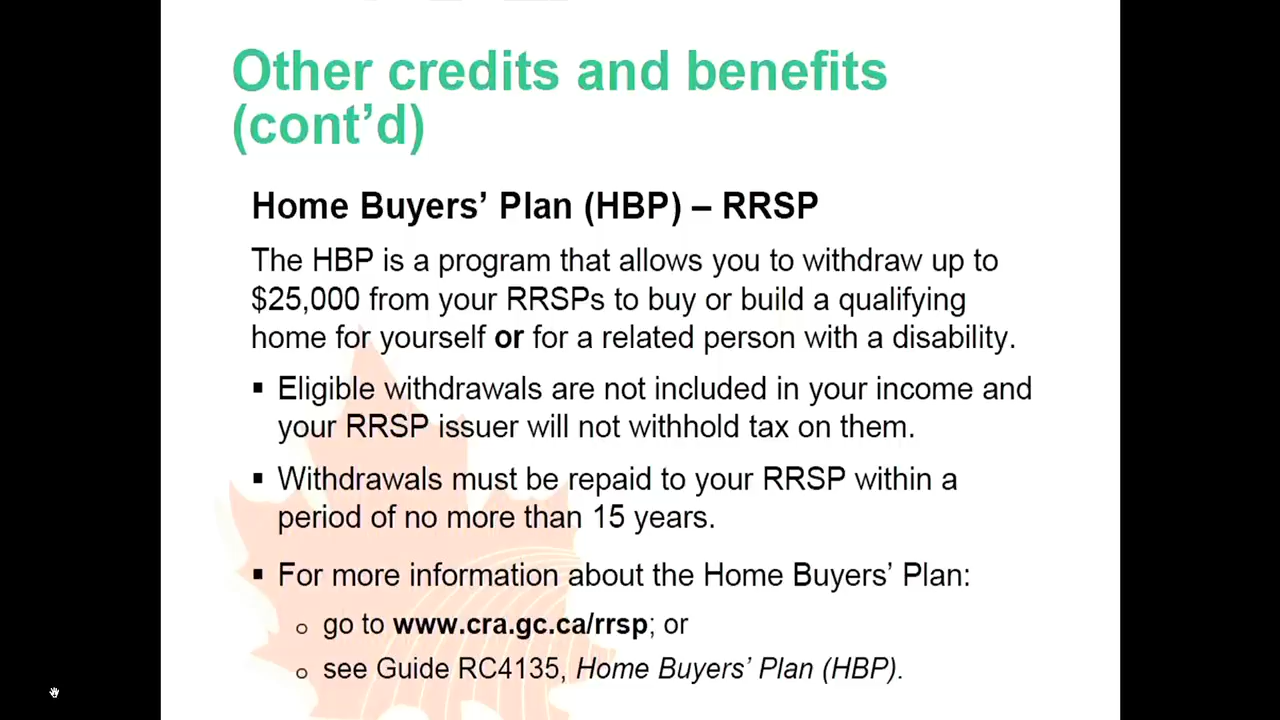 Other credits and benefits
(cont’d)
Home Buyers’ Plan (HBP) – RRSP
The HBP is a program that allows you to withdraw up to
$25,000 from your RRSPs to buy or build a qualifying
home for yourself or for a related person with a disability.
▪ Eligible withdrawals are not included in your income and
your RRSP issuer will not withhold tax on them.
▪ Withdrawals must be repaid to your RRSP within a
period of no more than 15 years.
▪ For more information about the Home Buyers’ Plan:
o go to www.cra.gc.ca/rrsp; or
o see Guide RC4135, Home Buyers’ Plan (HBP).